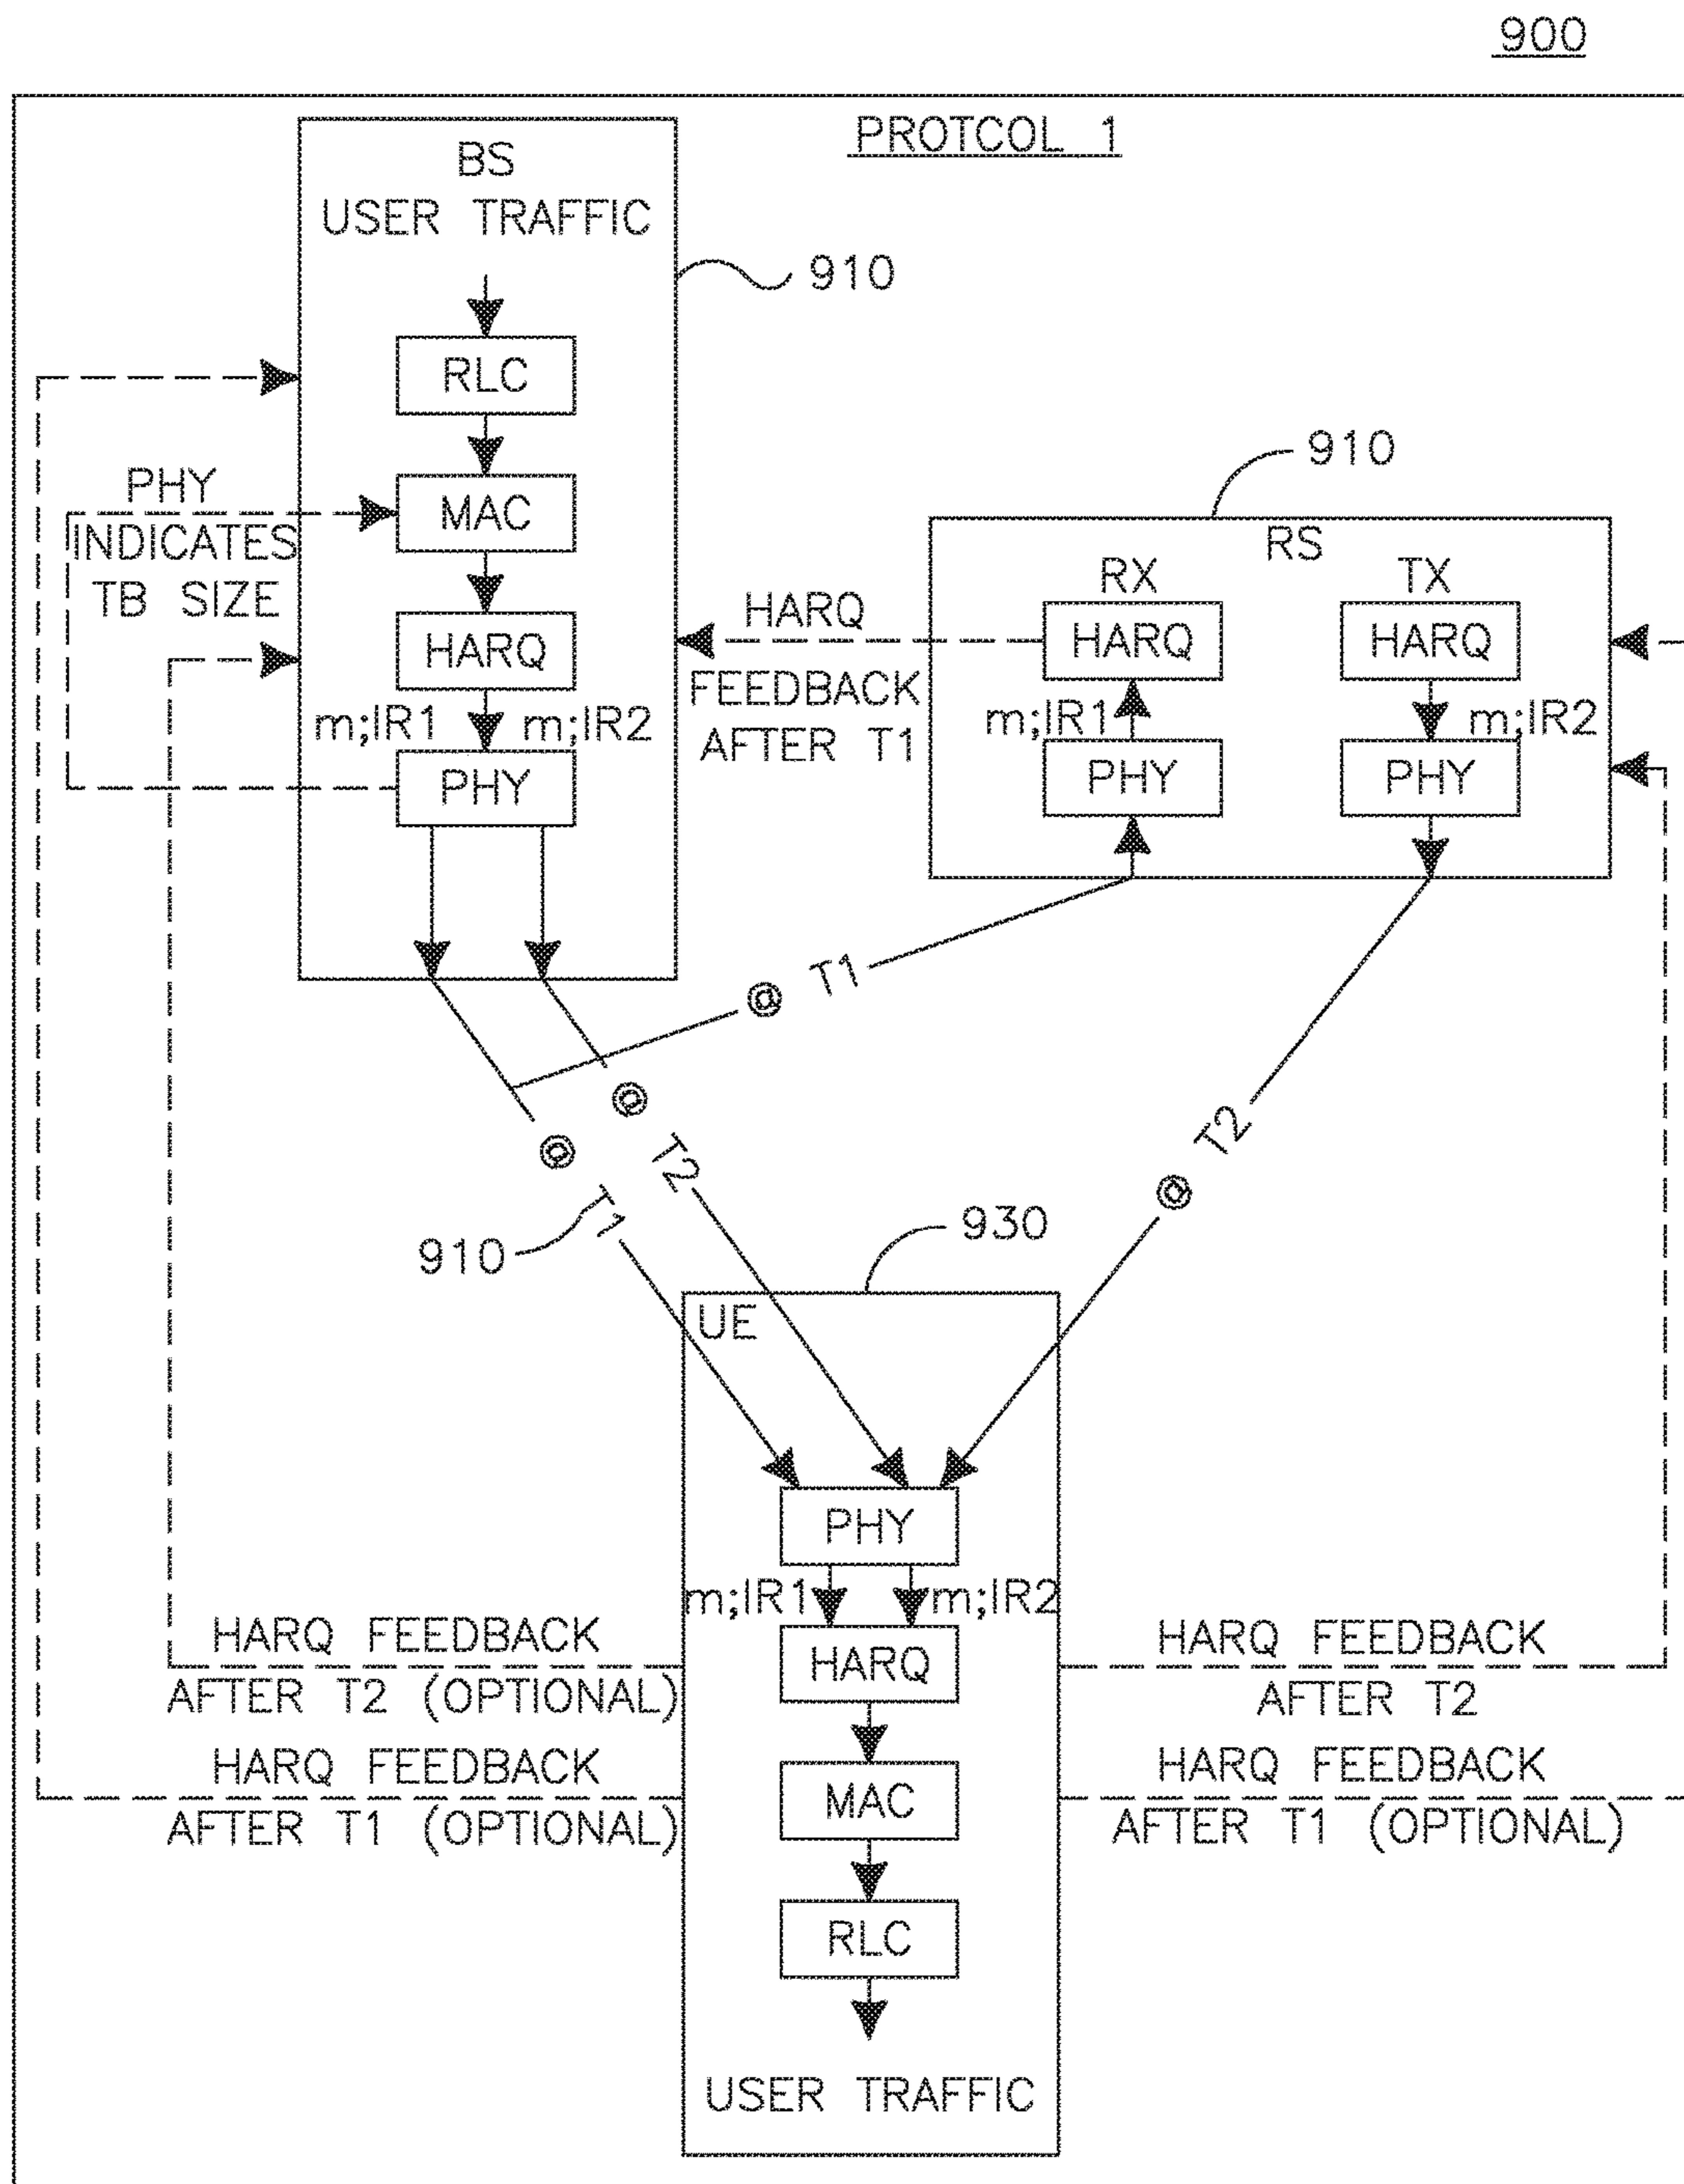 900
PROTCOL 1
BS
USER TRAFFIC
910
RLC
PHY
INDICATES
TB SIZE
MAC
HARQ
m;IR1
m;IR2
PHY
HARQ
FEEDBACK
AFTER T1
910
RS
RX
TX
HARQ
HARQ
m;IR1
m;IR2
PHY
PHY
@ T1
@ T2
@ T1
@ T2
910
930
UE
PHY
m;IR1
m;IR2
HARQ
MAC
RLC
USER TRAFFIC
HARQ FEEDBACK
AFTER T2 (OPTIONAL)
HARQ FEEDBACK
AFTER T1 (OPTIONAL)
HARQ FEEDBACK
AFTER T2
HARQ FEEDBACK
AFTER T1 (OPTIONAL)